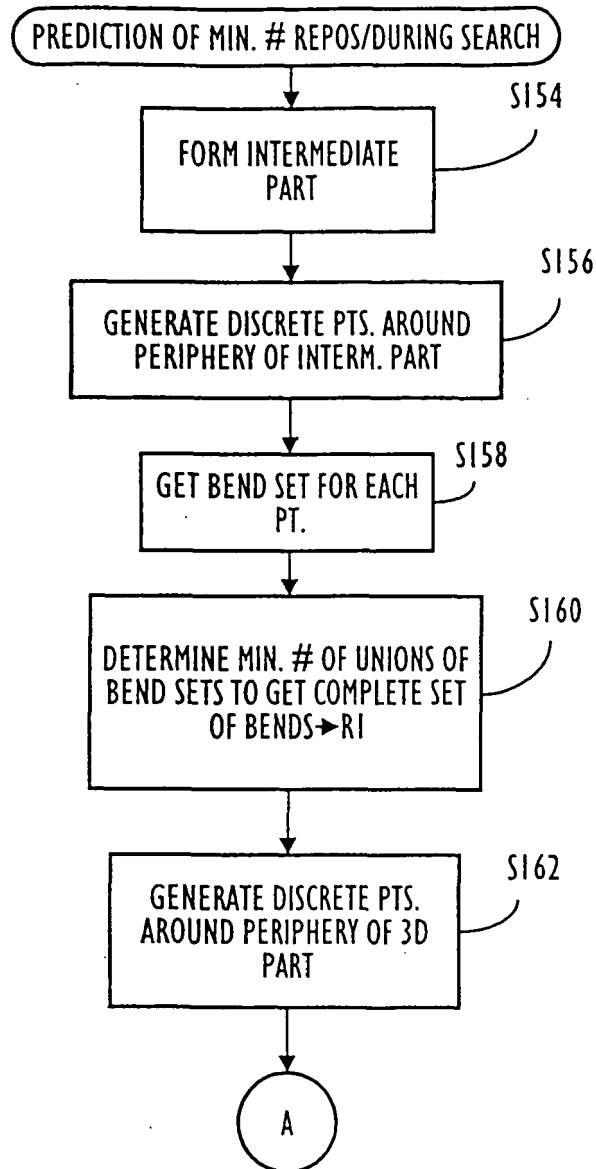 PREDICTION OF MIN. # REPOS/DURING SEARCH
S154
FORM INTERMEDIATE
PART
S156
GENERATE DISCRETE PTS. AROUND
PERIPHERY OF INTERM. PART
S158
GET BEND SET FOR EACH
PT.
S160
DETERMINE MIN. # OF UNIONS OF
BEND SETS TO GET COMPLETE SET
OF BENDS→R1
S162
GENERATE DISCRETE PTS.
AROUND PERIPHERY OF 3D
PART
A